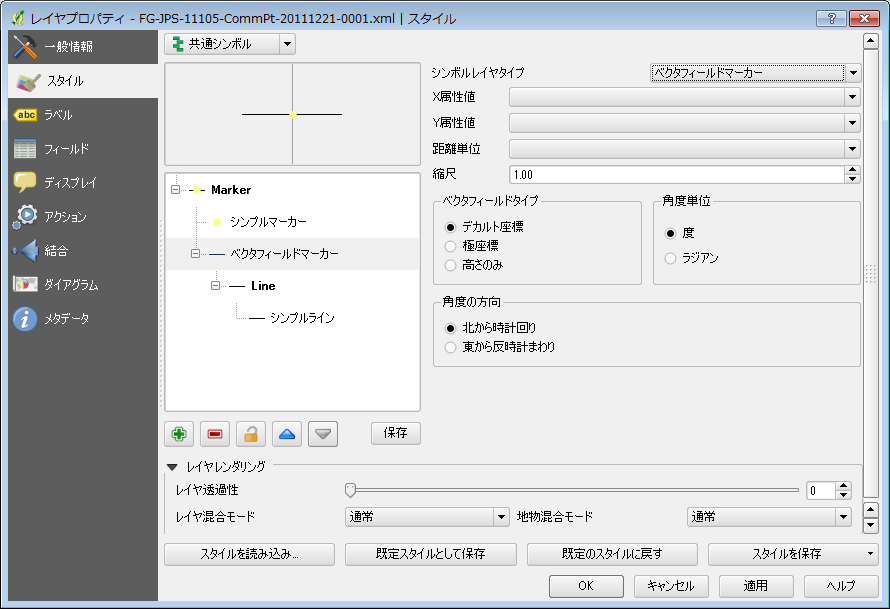 レイヤプロパティ - FG-JPS-11105-CommPt-20111221-0001.xml | スタイル
一般情報
スタイル
abc ラベル
フィールド
ディスプレイ
アクション
結合
ダイアグラム
メタデータ
共通シンボル
Marker
シンプルマーカー
ベクタフィールドマーカー
Line
シンプルライン
保存
シンボルレイヤタイプ ベクタフィールドマーカー
X属性値
Y属性値
距離単位
縮尺 1.00
ベクタフィールドタイプ
デカルト座標
極座標
高さのみ
角度単位
度
ラジアン
角度の方向
北から時計回り
東から反時計まわり
レイヤレンダリング
レイヤ透過性 0
レイヤ混合モード 通常 地物混合モード 通常
スタイルを読み込み... 既定スタイルとして保存 既定のスタイルに戻す スタイルを保存
OK キャンセル 適用 ヘルプ